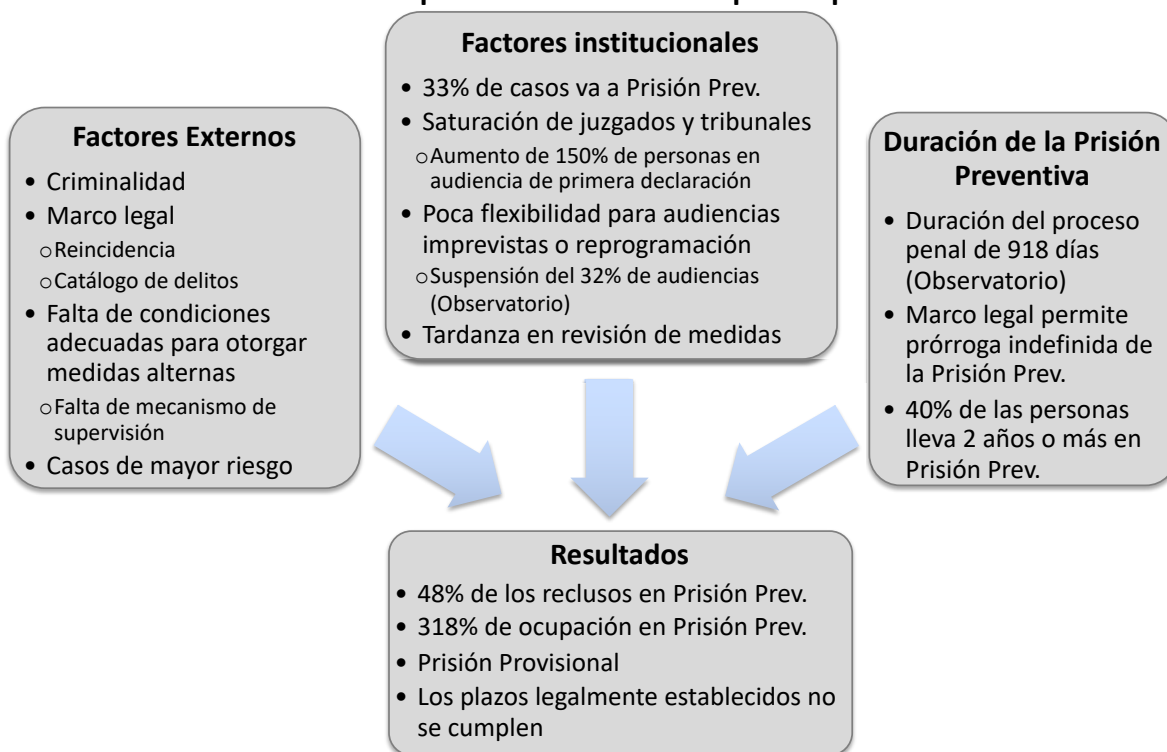 Factores institucionales
• 33% de casos va a Prisión Prev.
• Saturación de juzgados y tribunales
oAumento de 150% de personas en
audiencia de primera declaración
• Poca flexibilidad para audiencias
imprevistas o reprogramación
oSuspensión del 32% de audiencias
(Observatorio)
• Tardanza en revisión de medidas
Factores Externos
• Criminalidad
• Marco legal
oReincidencia
oCatálogo de delitos
• Falta de condiciones
adecuadas para otorgar
medidas alternas
oFalta de mecanismo de
supervisión
• Casos de mayor riesgo
Duración de la Prisión
Preventiva
• Duración del proceso
penal de 918 días
(Observatorio)
• Marco legal permite
prórroga indefinida de
la Prisión Prev.
• 40% de las personas
lleva 2 años o más en
Prisión Prev.
Resultados
• 48% de los reclusos en Prisión Prev.
• 318% de ocupación en Prisión Prev.
• Prisión Provisional
• Los plazos legalmente establecidos no
se cumplen